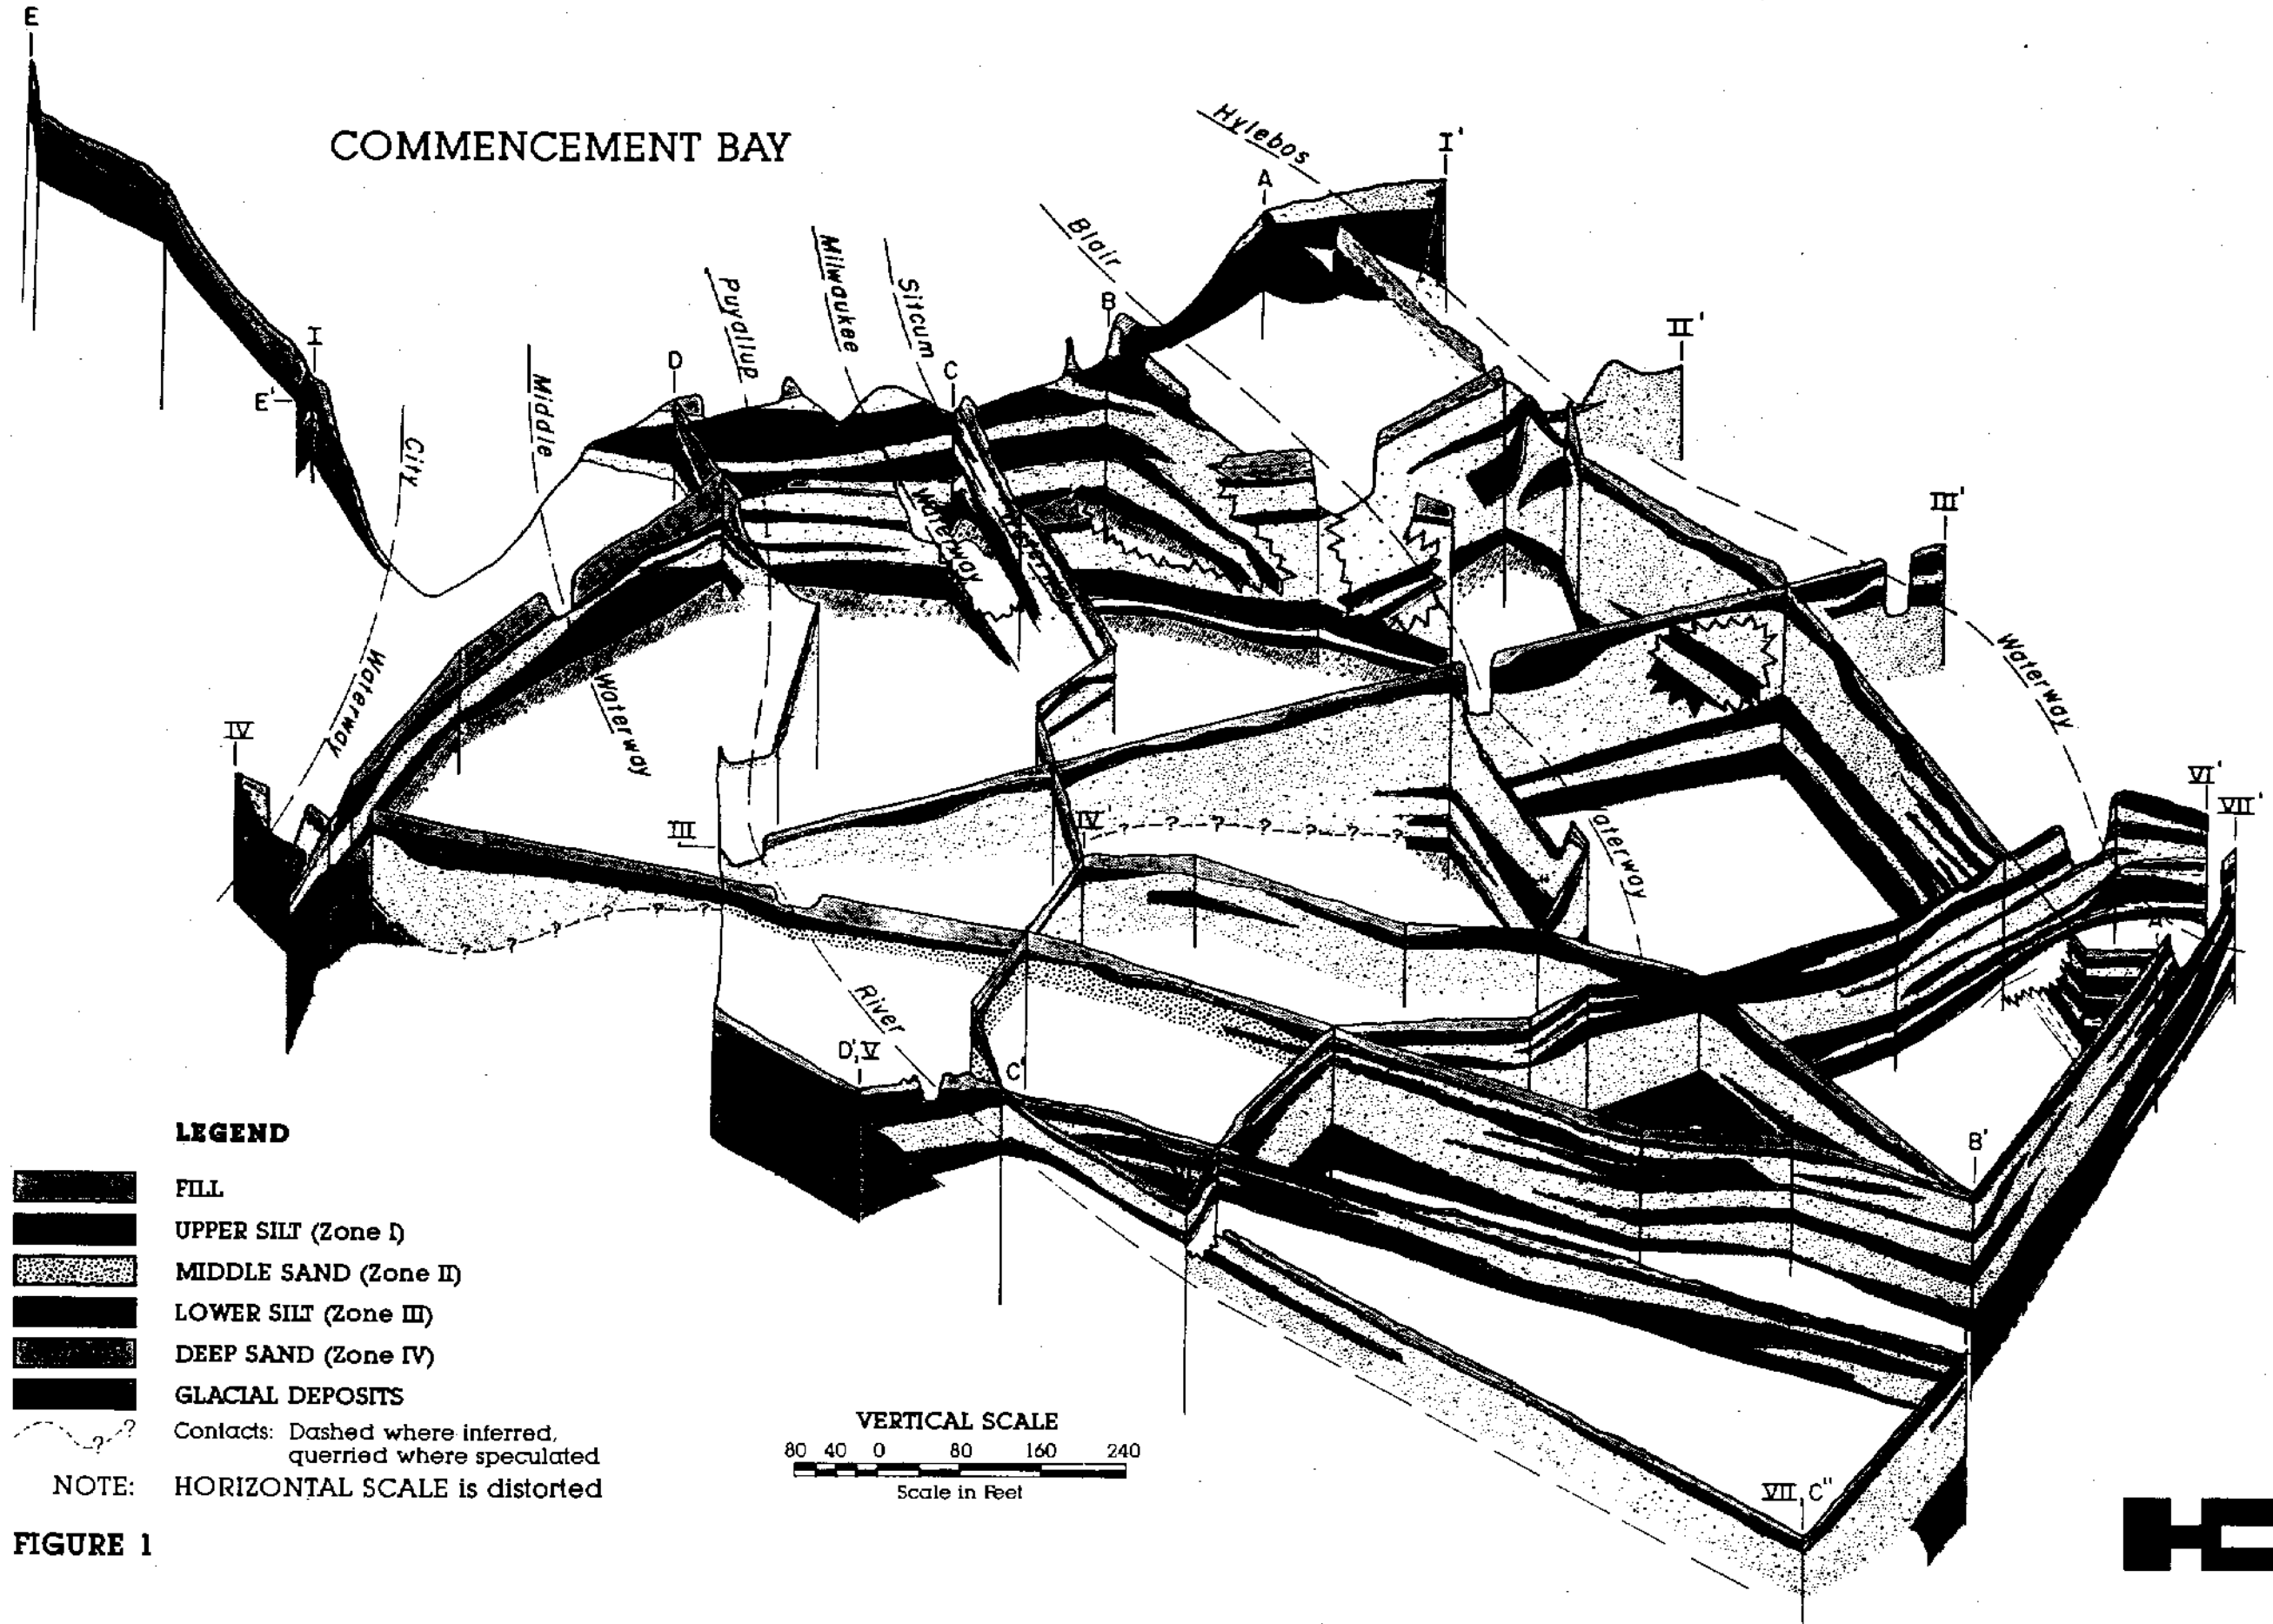 E
COMMENCEMENT BAY
Hylebos
I'
A
Blair
Milwaukee
Sitcum
Puyallup
B
II'
I
E'
D
C
Middle
City
III'
Waterway
Waterway
Waterway
Waterway
IV
VI'
VII'
III
IV'
aterway
A'
River
D',V
C'
B'
LEGEND
FILL
UPPER SILT (Zone I)
MIDDLE SAND (Zone II)
LOWER SILT (Zone III)
DEEP SAND (Zone IV)
GLACIAL DEPOSITS
Contacts: Dashed where inferred,
querried where speculated
NOTE: HORIZONTAL SCALE is distorted
VERTICAL SCALE
80 40 0 80 160 240
Scale in Feet
VII, C"
FIGURE 1
HC